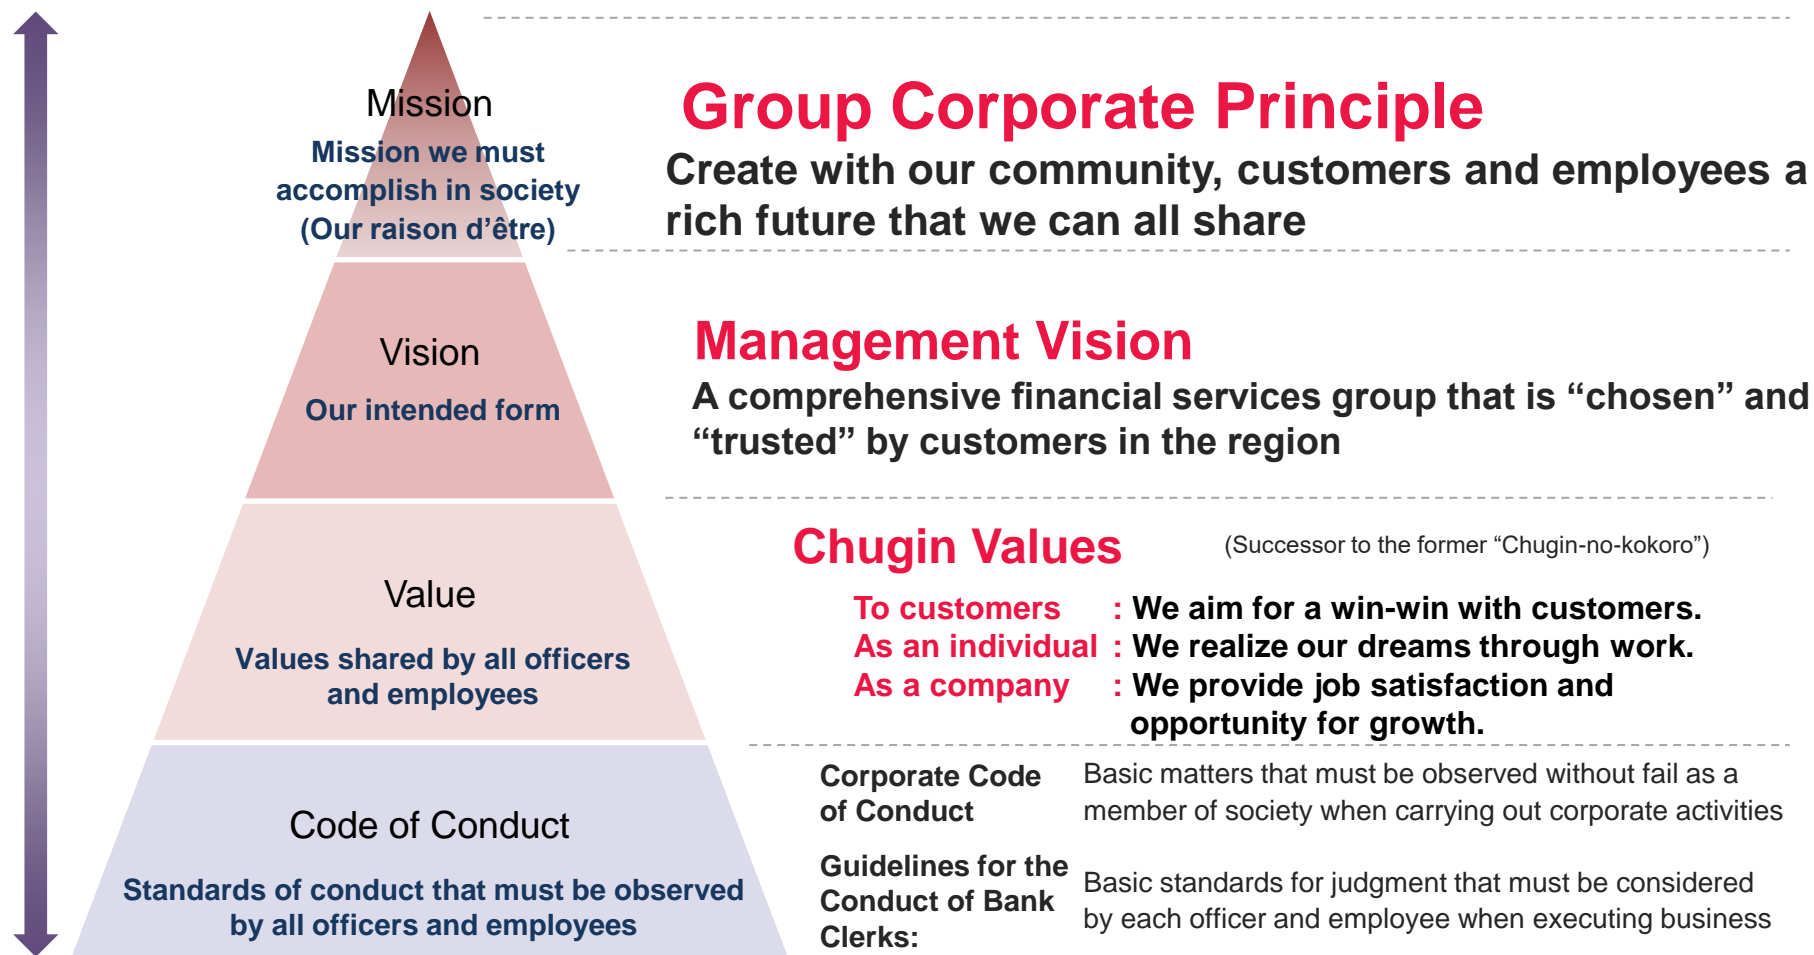 Mission
Mission we must
accomplish in society
(Our raison d’être)
Group Corporate Principle
Create with our community, customers and employees a
rich future that we can all share
Vision
Our intended form
Management Vision
A comprehensive financial services group that is “chosen” and
“trusted” by customers in the region
Value
Values shared by all officers
and employees
Chugin Values
(Successor to the former “Chugin-no-kokoro”)
To customers : We aim for a win-win with customers.
As an individual : We realize our dreams through work.
As a company : We provide job satisfaction and
opportunity for growth.
Code of Conduct
Standards of conduct that must be observed
by all officers and employees
Corporate Code
of Conduct
Basic matters that must be observed without fail as a
member of society when carrying out corporate activities
Guidelines for the
Conduct of Bank
Clerks:
Basic standards for judgment that must be considered
by each officer and employee when executing business